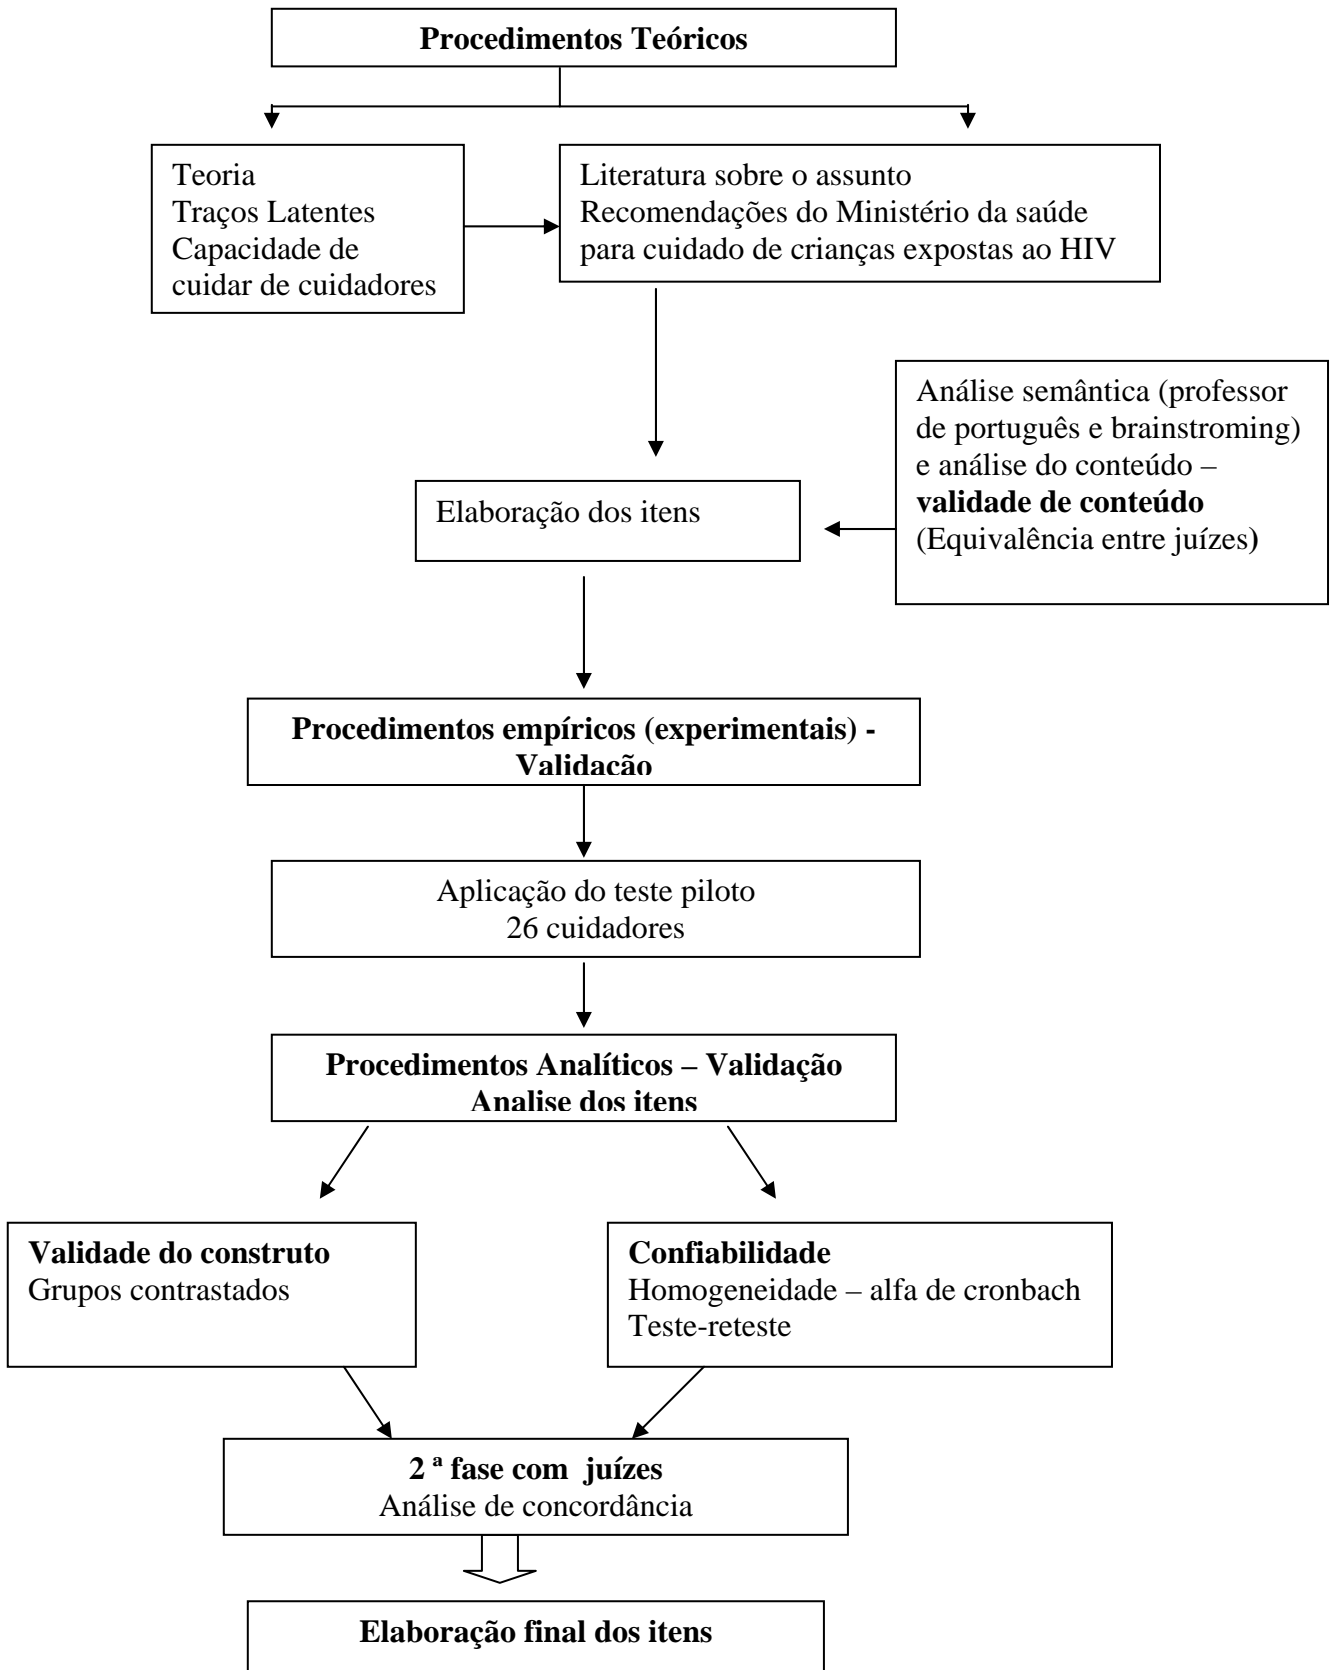 Procedimentos Teóricos
Teoria
Traços Latentes
Capacidade de
cuidar de cuidadores
Literatura sobre o assunto
Recomendações do Ministério da saúde
para cuidado de crianças expostas ao HIV
Análise semântica (professor
de português e brainstroming)
e análise do conteúdo –
validade de conteúdo
(Equivalência entre juízes)
Elaboração dos itens
Procedimentos empíricos (experimentais) -
Validação
Aplicação do teste piloto
26 cuidadores
Procedimentos Analíticos – Validação
Analise dos itens
Validade do construto
Grupos contrastados
Confiabilidade
Homogeneidade – alfa de cronbach
Teste-reteste
2 ª fase com juízes
Análise de concordância
Elaboração final dos itens